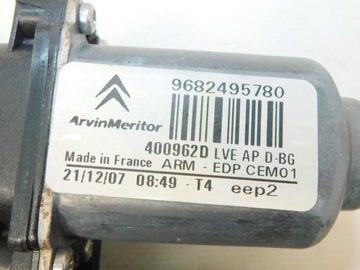 9682495780
ArvinMeritor
400962D LVE AP D-BG
Made in France ARM - EDP CEM01
21/12/07 08:49 - T4 eep2